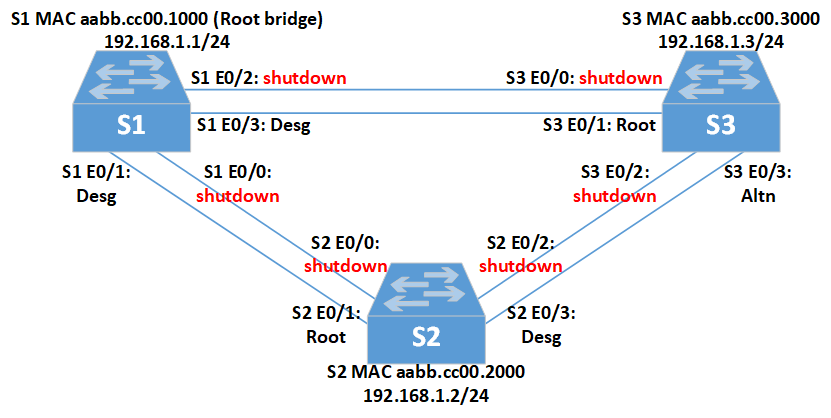 S1 MAC aabb.cc00.1000 (Root bridge)
192.168.1.1/24
S3 MAC aabb.cc00.3000
192.168.1.3/24
S1 E0/2: shutdown
S3 E0/0: shutdown
S1
S1 E0/3: Desg
S3 E0/1: Root
S3
S1 E0/1:
Desg
S1 E0/0:
shutdown
S3 E0/2:
shutdown
S3 E0/3:
Altn
S2 E0/0:
shutdown
S2 E0/2:
shutdown
S2 E0/1:
Root
S2
S2 E0/3:
Desg
S2 MAC aabb.cc00.2000
192.168.1.2/24